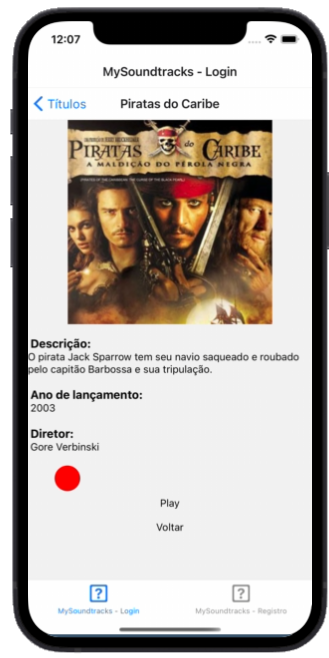 12:07
MySoundtracks - Login
Títulos
Piratas do Caribe
PIRATAS do CARIBE
A MALDIÇÃO DO PÉROLA NEGRA
Descrição:
O pirata Jack Sparrow tem seu navio saqueado e roubado
pelo capitão Barbossa e sua tripulação.
Ano de lançamento:
2003
Diretor:
Gore Verbinski
Play
Voltar
MySoundtracks - Login
MySoundtracks - Registro